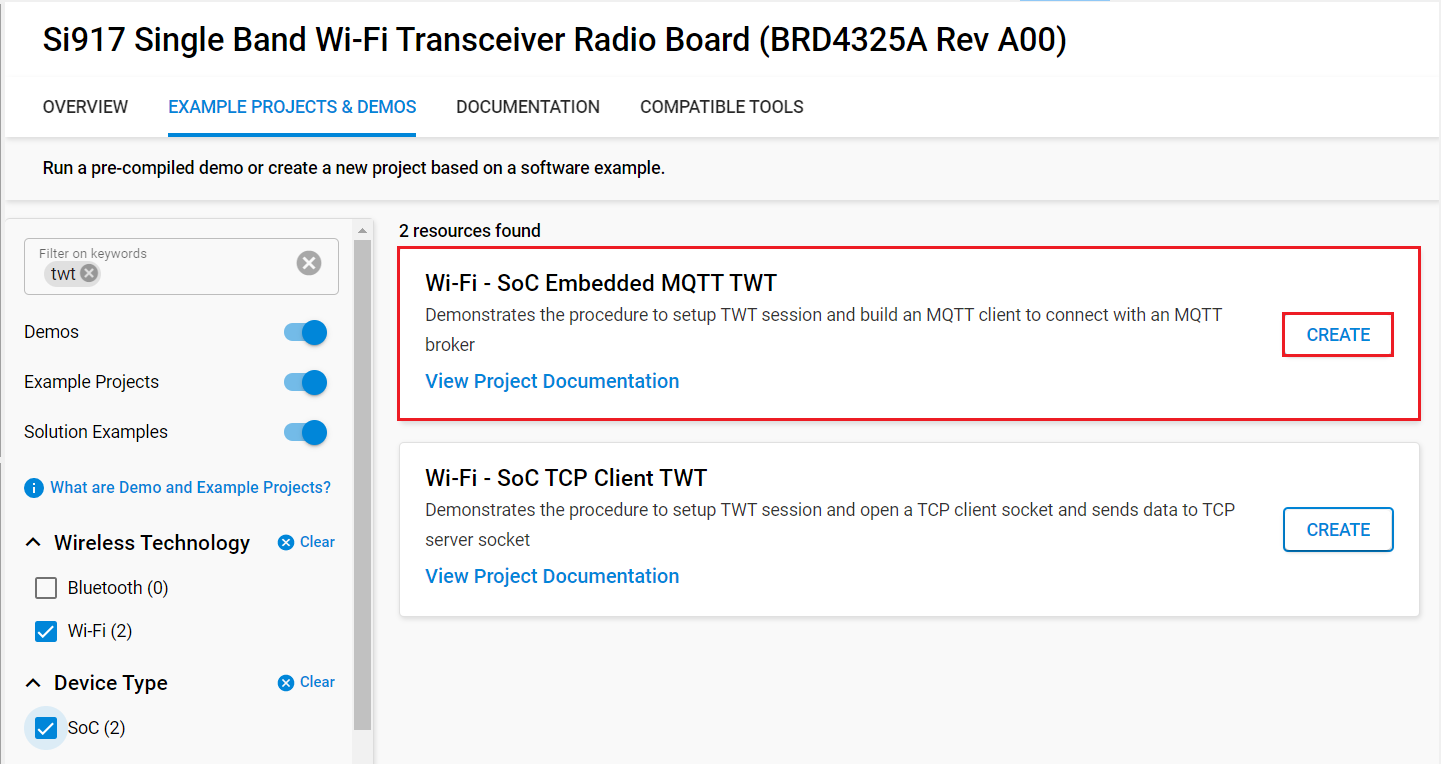 Si917 Single Band Wi-Fi Transceiver Radio Board (BRD4325A Rev A00)
OVERVIEW
EXAMPLE PROJECTS & DEMOS
DOCUMENTATION
COMPATIBLE TOOLS
Run a pre-compiled demo or create a new project based on a software example.
Filter on keywords
twt
Demos
Example Projects
Solution Examples
What are Demo and Example Projects?
Wireless Technology
Clear
Bluetooth (0)
Wi-Fi (2)
Device Type
Clear
SoC (2)
2 resources found
Wi-Fi - SoC Embedded MQTT TWT
Demonstrates the procedure to setup TWT session and build an MQTT client to connect with an MQTT
broker
View Project Documentation
CREATE
Wi-Fi - SoC TCP Client TWT
Demonstrates the procedure to setup TWT session and open a TCP client socket and sends data to TCP
server socket
View Project Documentation
CREATE